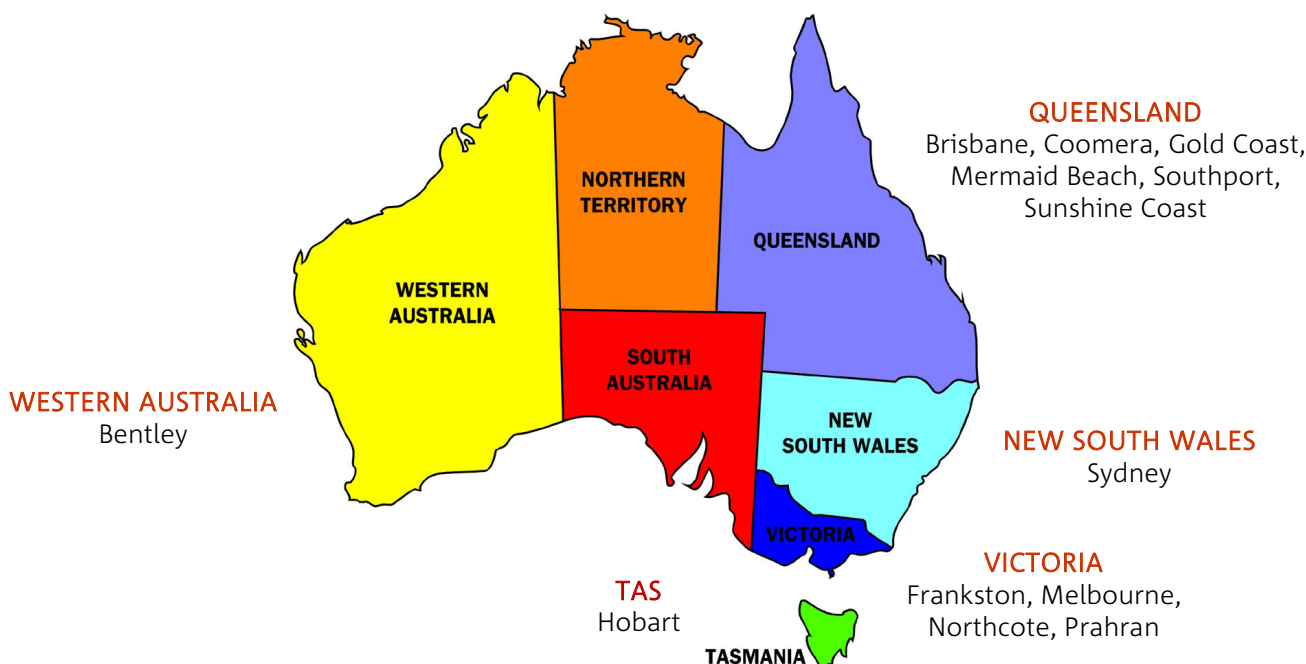 QUEENSLAND
Brisbane, Coomera, Gold Coast,
Mermaid Beach, Southport,
Sunshine Coast
NORTHERN
TERRITORY
QUEENSLAND
WESTERN
AUSTRALIA
SOUTH
AUSTRALIA
WESTERN AUSTRALIA
Bentley
NEW
SOUTH WALES
NEW SOUTH WALES
Sydney
VICTORIA
VICTORIA
Frankston, Melbourne,
Northcote, Prahran
TAS
Hobart
TASMANIA